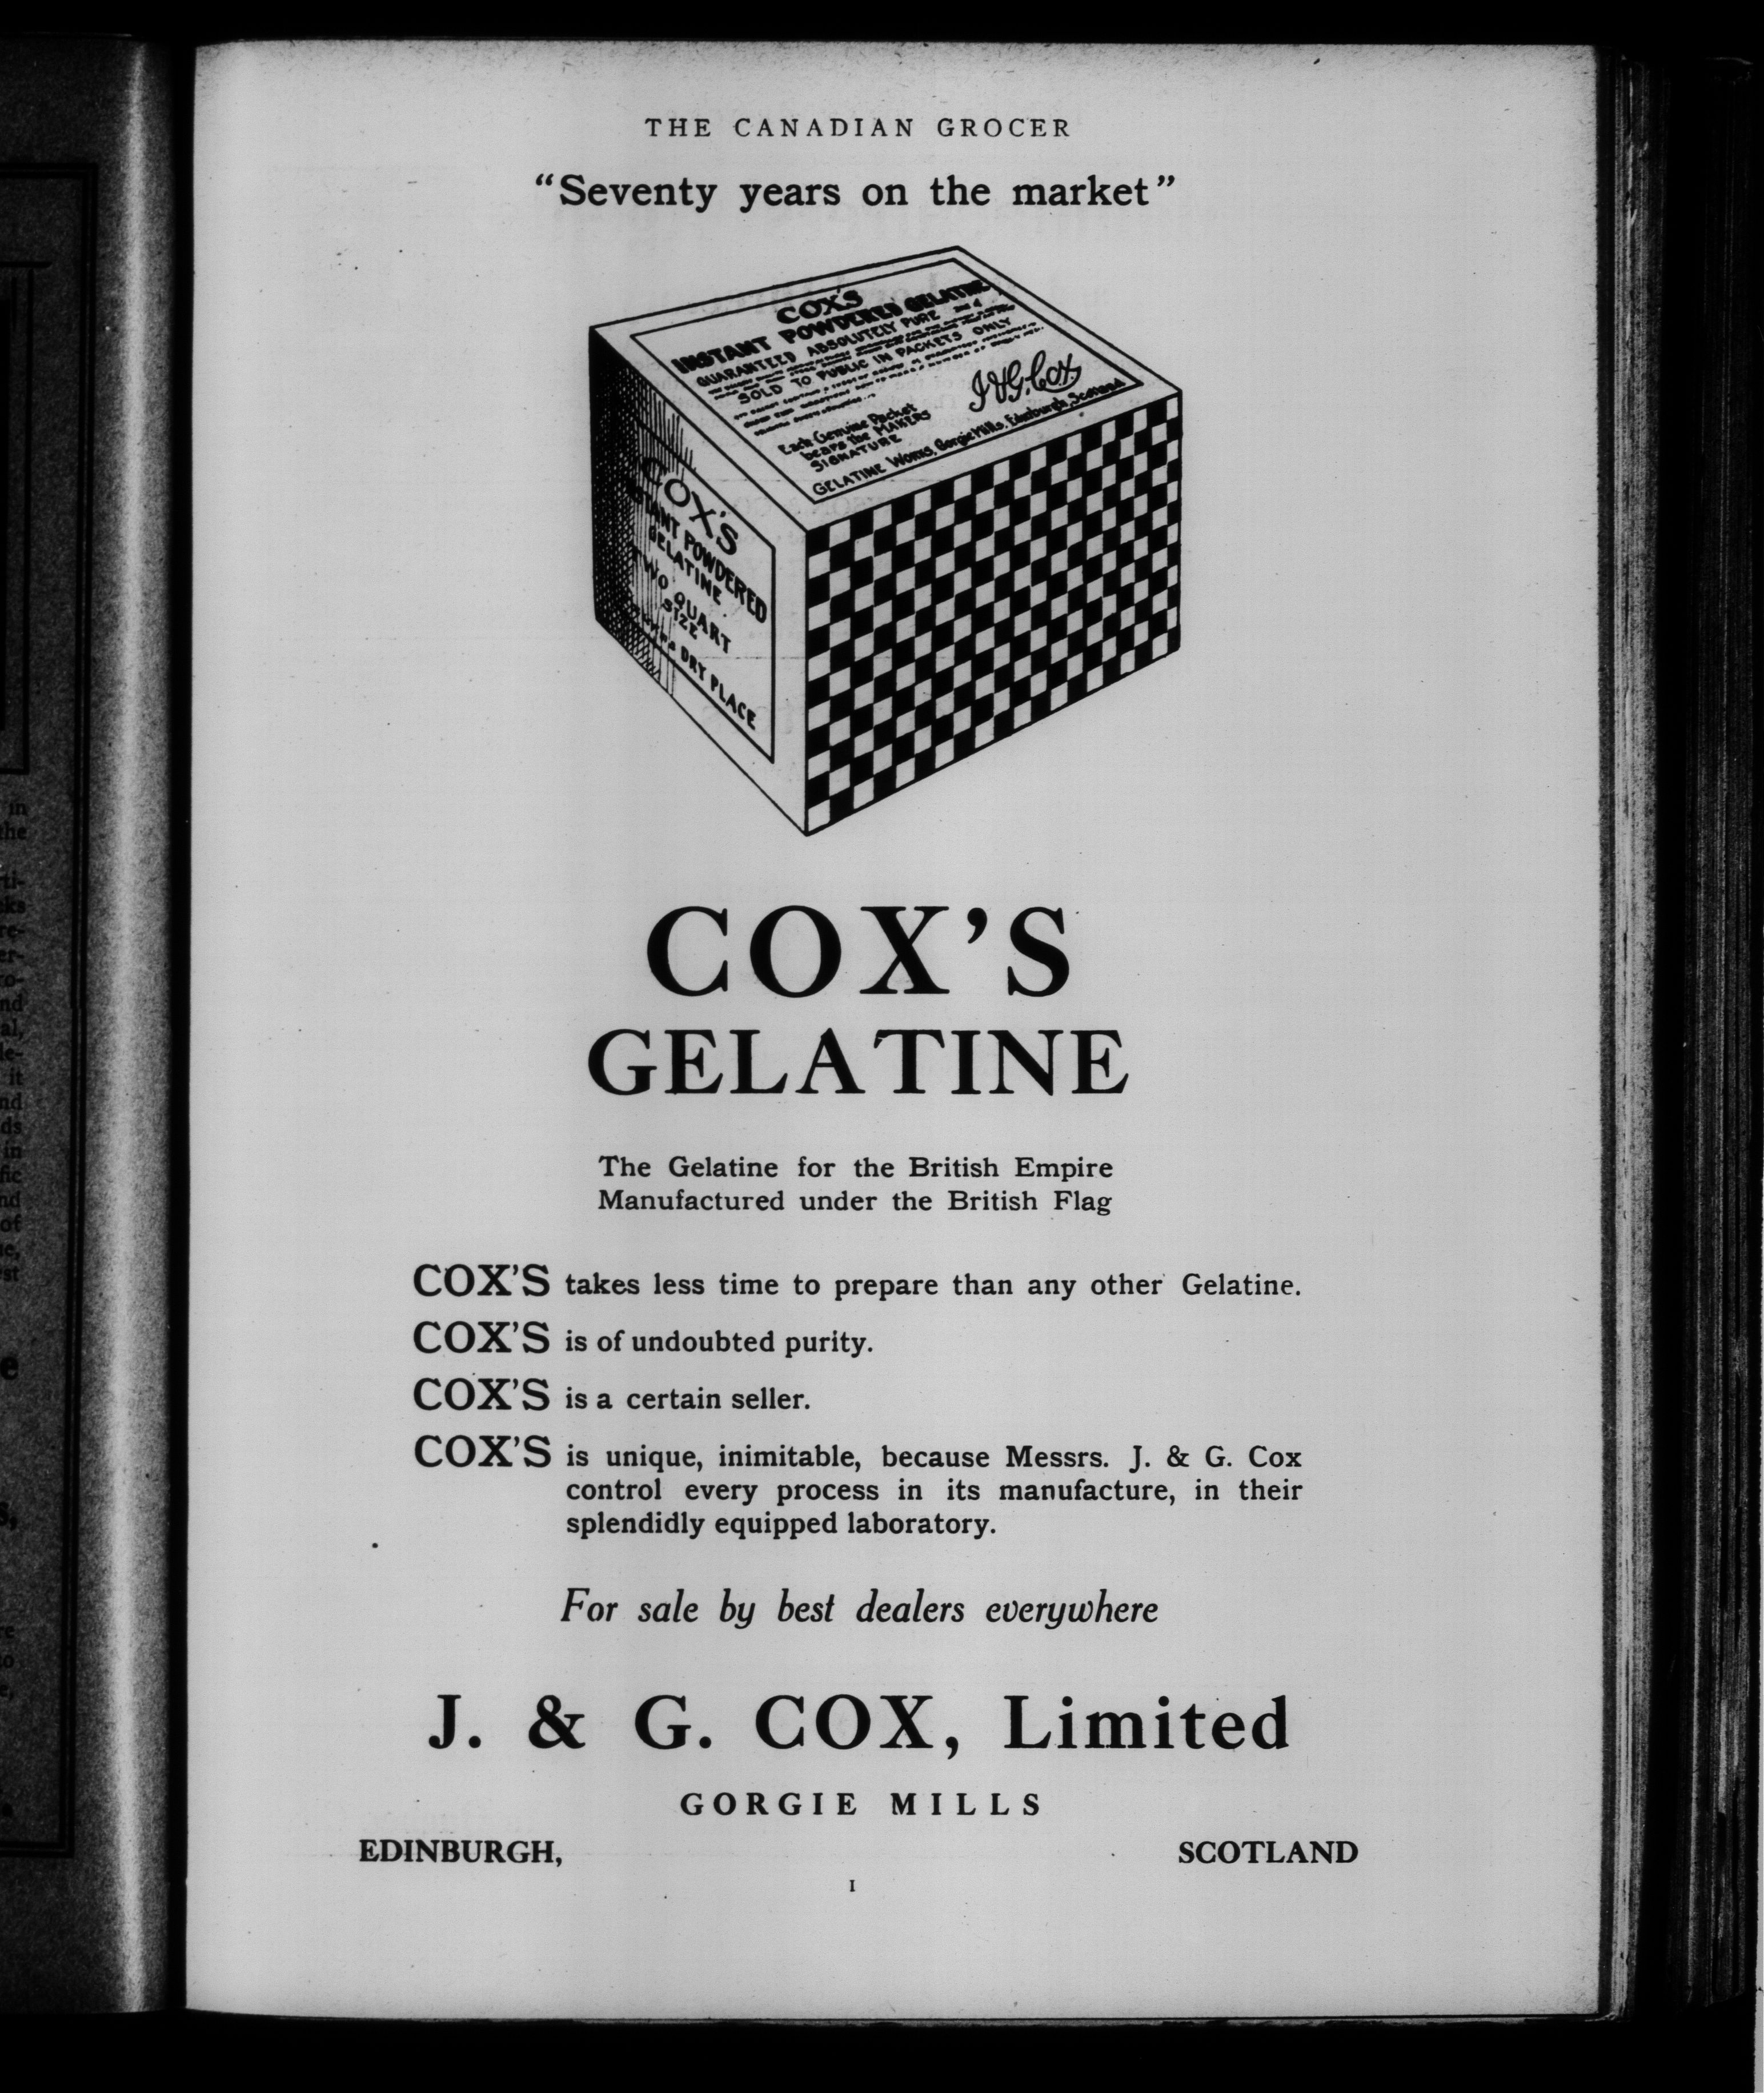 THE CANADIAN GROCER
“Seventy years on the market”
COX'S
INSTANT POWDERED GELATINE
GUARANTEED ABSOLUTELY PURE
SOLD TO PUBLIC IN PACKETS ONLY
Each Genuine Packet
bears the MAKERS
SIGNATURE
J & G. Cox
GELATINE WORKS, Gorgie Mills, Edinburgh, Scotland
COX'S
POWDERED
GELATINE
TWO QUART
SIZE
DRY PLACE
COX'S
GELATINE
The Gelatine for the British Empire
Manufactured under the British Flag
COX'S takes less time to prepare than any other Gelatine.
COX'S is of undoubted purity.
COX'S is a certain seller.
COX'S is unique, inimitable, because Messrs. J. & G. Cox
control every process in its manufacture, in their
splendidly equipped laboratory.
For sale by best dealers everywhere
J. & G. COX, Limited
GORGIE MILLS
EDINBURGH, SCOTLAND
I